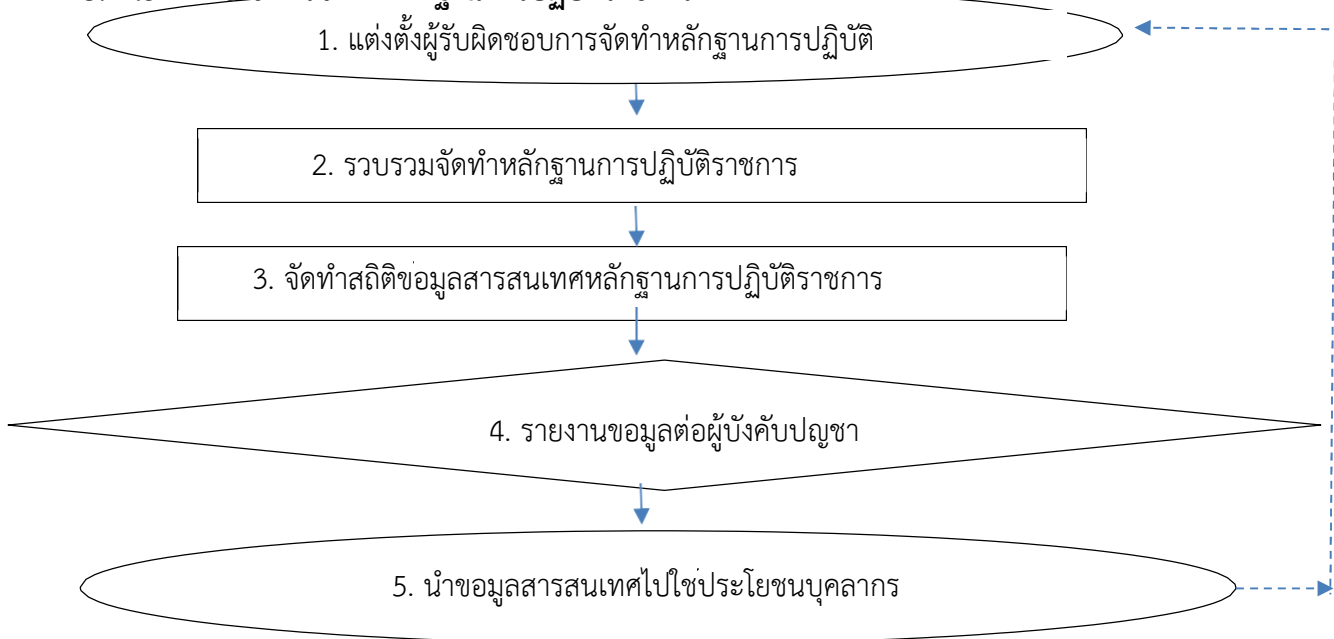 1. แต่งตั้งผู้รับผิดชอบการจัดทำหลักฐานการปฏิบัติ
2. รวบรวมจัดทำหลักฐานการปฏิบัติราชการ
3. จัดทำสถิติข่อมูลสารสนเทศหลักฐานการปฏิบัติราชการ
4. รายงานขอมูลต่อผู้บังคับปญชา
5. นำขอมูลสารสนเทศไปใช่ประโยชนบุคลากร